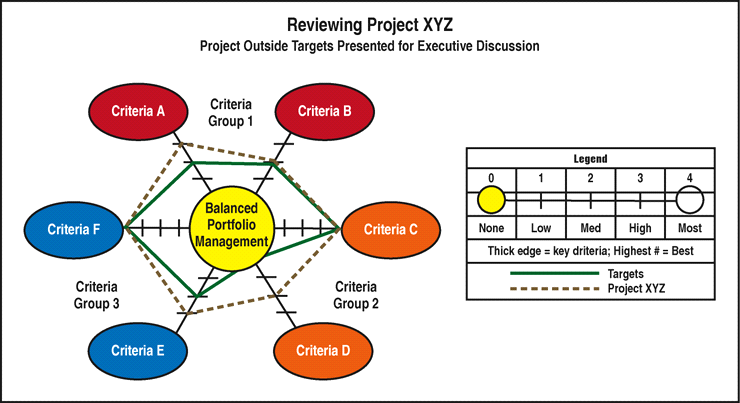 Reviewing Project XYZ
Project Outside Targets Presented for Executive Discussion
Criteria A
Criteria
Group 1
Criteria B
Criteria F
Balanced
Portfolio
Management
Criteria C
Criteria
Group 3
Criteria
Group 2
Criteria E
Criteria D
Legend
0 1 2 3 4
None Low Med High Most
Thick edge = key driteria; Highest # = Best
Targets
Project XYZ